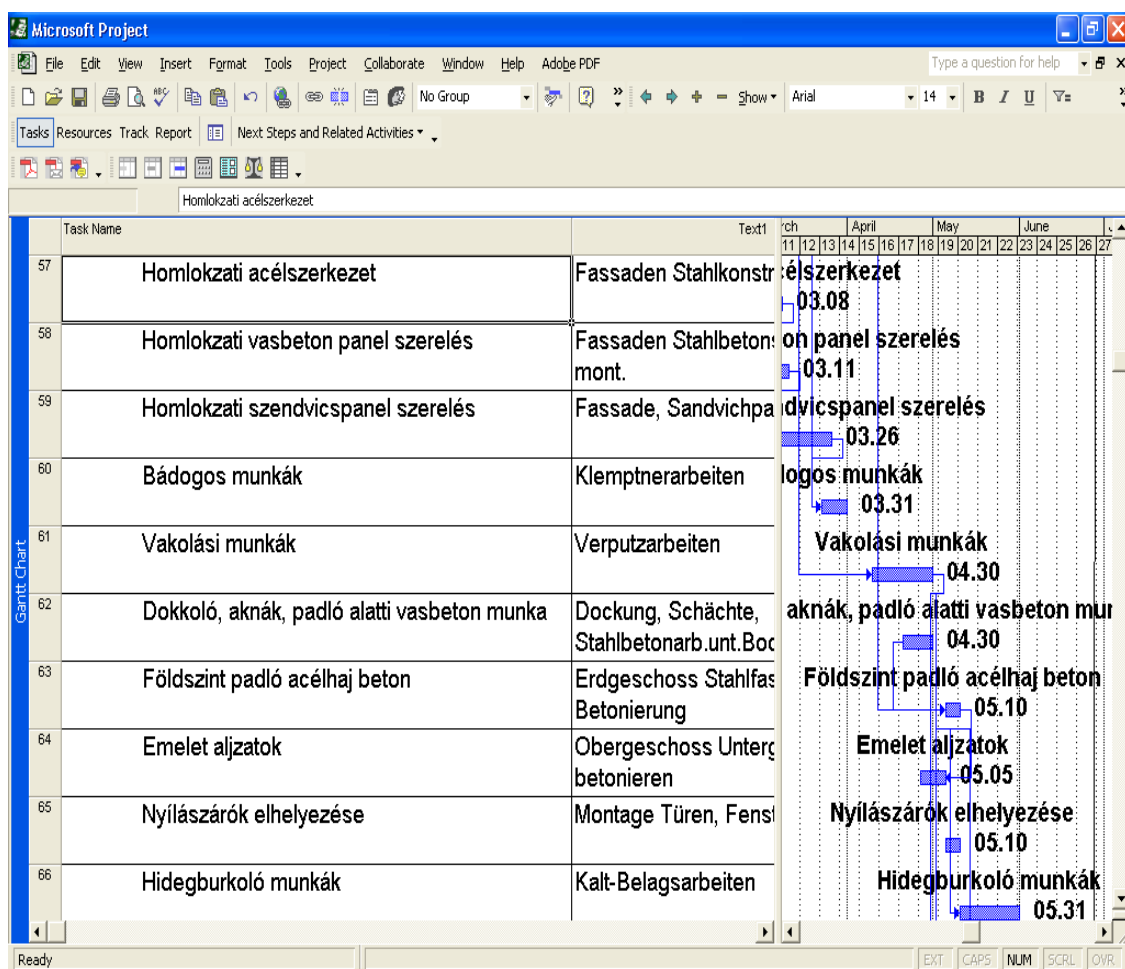 Microsoft Project
File Edit View Insert Format Tools Project Collaborate Window Help Adobe PDF Type a question for help
No Group Show Arial 14 B I U
Tasks Resources Track Report Next Steps and Related Activities
Homlokzati acélszerkezet
Task Name Text1 rch April May June
11 12 13 14 15 16 17 18 19 20 21 22 23 24 25 26 27
57 Homlokzati acélszerkezet Fassaden Stahlkonstr célszerkezet
03.08
58 Homlokzati vasbeton panel szerelés Fassaden Stahlbetons on panel szerelés
mont. 03.11
59 Homlokzati szendvicspanel szerelés Fassade, Sandvichpa dvicspanel szerelés
03.26
60 Bádogos munkák Klemptnerarbeiten dogos munkák
03.31
61 Vakolási munkák Verputzarbeiten Vakolási munkák
04.30
62 Dokkoló, aknák, padló alatti vasbeton munka Dockung, Schächte, aknák, padló alatti vasbeton mun
Stahlbetonarb.unt.Boc 04.30
63 Földszint padló acélhaj beton Erdgeschoss Stahlfas Földszint padló acélhaj beton
Betonierung 05.10
64 Emelet aljzatok Obergeschoss Unterg Emelet aljzatok
betonieren 05.05
65 Nyílászárók elhelyezése Montage Türen, Fenst Nyílászárók elhelyezése
05.10
66 Hidegburkoló munkák Kalt-Belagsarbeiten Hidegburkoló munkák
05.31
Gantt Chart
Ready EXT CAPS NUM SCRL OVR